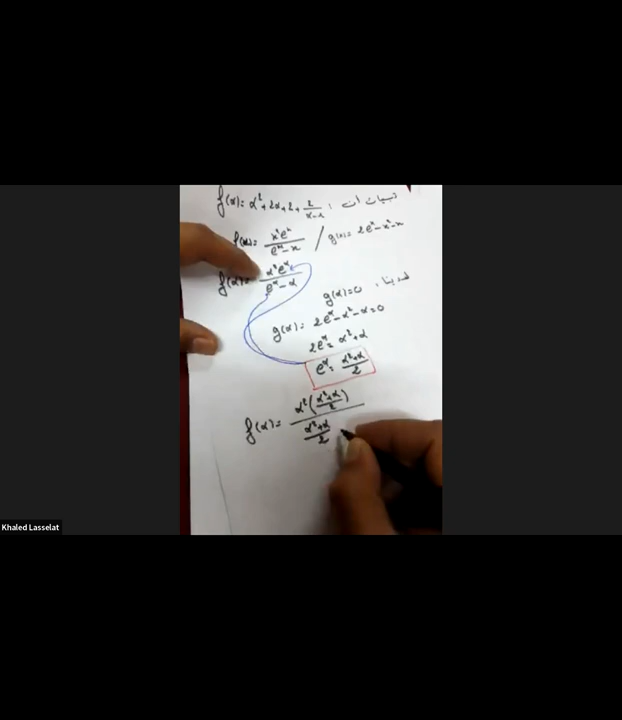 f(α) = α² + 2α + 2 + 2/(α-1) : تبيان أن
f(x) = x²eˣ/(eˣ - x) / g(x) = 2eˣ - x² - x
f(α) = α²e^α/(e^α - α)
لدينا : g(α) = 0
g(α) = 2e^α - α² - α = 0
2e^α = α² + α
e^α = (α² + α)/2
f(α) = α²((α² + α)/2)/((α² + α)/2
Khaled Lasselat